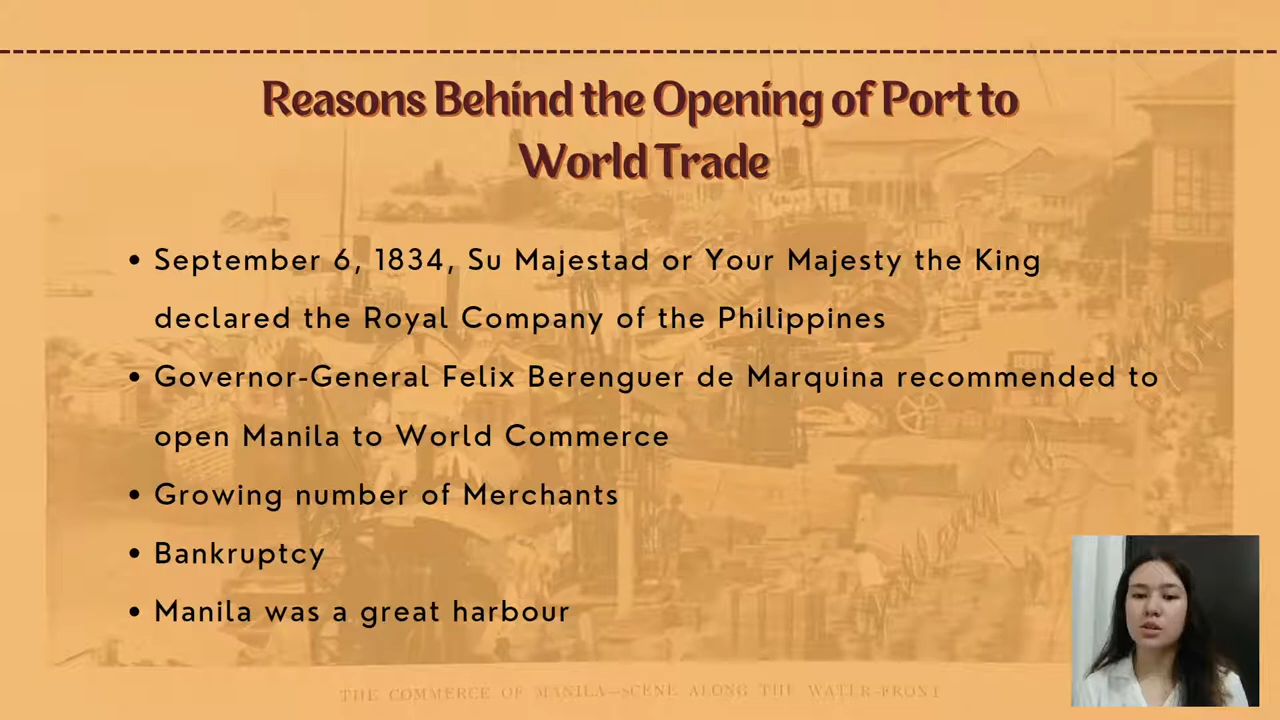 Reasons Behind the Opening of Port to
World Trade
• September 6, 1834, Su Majestad or Your Majesty the King
declared the Royal Company of the Philippines
• Governor-General Felix Berenguer de Marquina recommended to
open Manila to World Commerce
• Growing number of Merchants
• Bankruptcy
• Manila was a great harbour
THE COMMERCE OF MANILA—SCENE ALONG THE WATER-FRONT